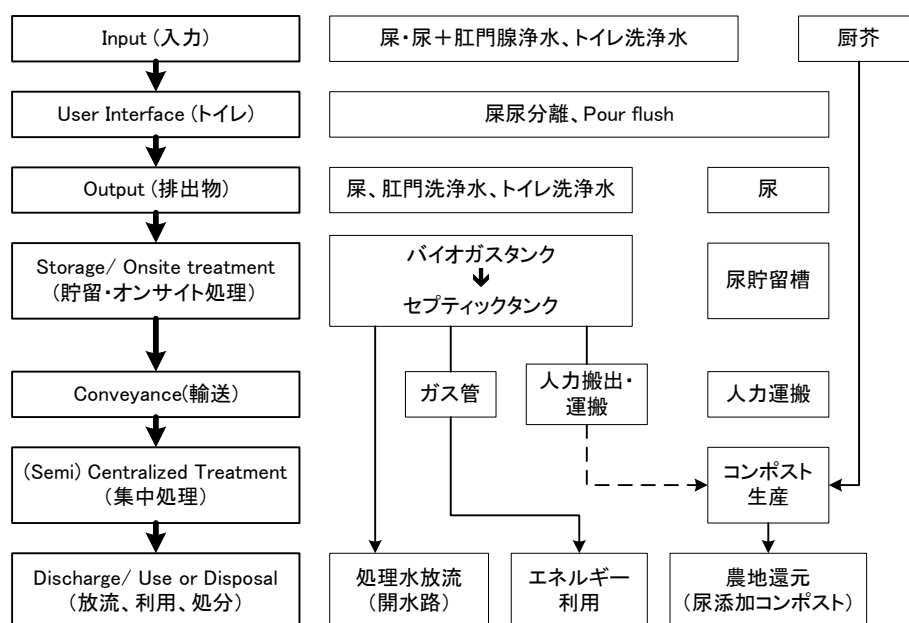 Input (入力)
屎・尿＋肛門腺浄水、トイレ洗浄水
厨芥
User Interface (トイレ)
屎尿分離、Pour flush
Output (排出物)
屎、肛門洗浄水、トイレ洗浄水
尿
Storage/ Onsite treatment
(貯留・オンサイト処理)
バイオガスタンク
セプティックタンク
尿貯留槽
Conveyance(輸送)
ガス管
人力搬出・
運搬
人力運搬
(Semi) Centralized Treatment
(集中処理)
コンポスト
生産
Discharge/ Use or Disposal
(放流、利用、処分)
処理水放流
(開水路)
エネルギー
利用
農地還元
(尿添加コンポスト)